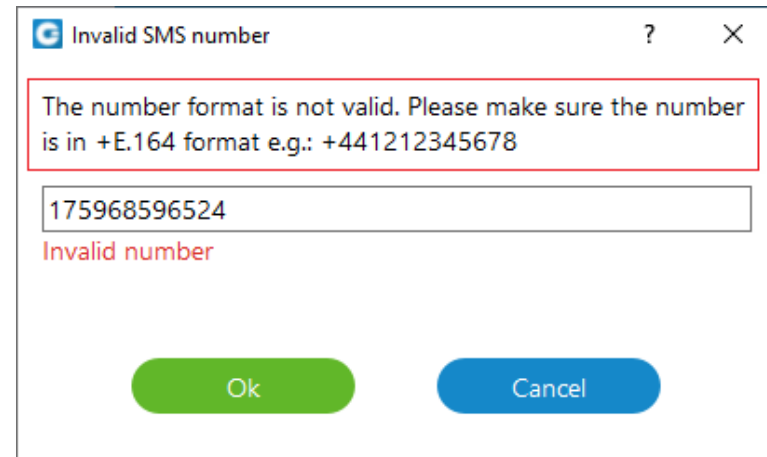 Invalid SMS number
The number format is not valid. Please make sure the number
is in +E.164 format e.g.: +441212345678
175968596524
Invalid number
Ok Cancel